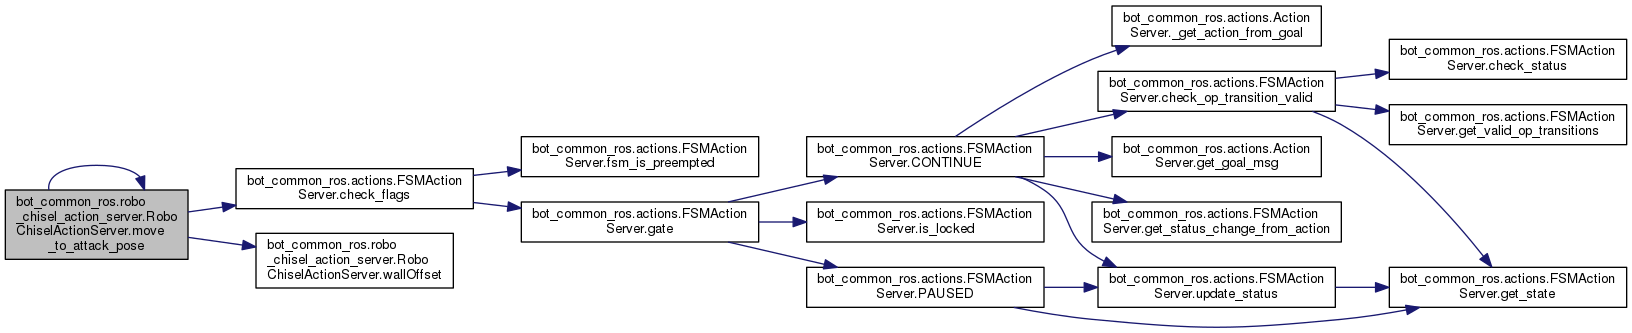 bot_common_ros.robo
_chisel_action_server.Robo
ChiselActionServer.move
_to_attack_pose
bot_common_ros.actions.FSMAction
Server.check_flags
bot_common_ros.robo
_chisel_action_server.Robo
ChiselActionServer.wallOffset
bot_common_ros.actions.FSMAction
Server.fsm_is_preempted
bot_common_ros.actions.FSMAction
Server.gate
bot_common_ros.actions.FSMAction
Server.CONTINUE
bot_common_ros.actions.FSMAction
Server.is_locked
bot_common_ros.actions.FSMAction
Server.PAUSED
bot_common_ros.actions.Action
Server._get_action_from_goal
bot_common_ros.actions.FSMAction
Server.check_op_transition_valid
bot_common_ros.actions.Action
Server.get_goal_msg
bot_common_ros.actions.FSMAction
Server.get_status_change_from_action
bot_common_ros.actions.FSMAction
Server.update_status
bot_common_ros.actions.FSMAction
Server.check_status
bot_common_ros.actions.FSMAction
Server.get_valid_op_transitions
bot_common_ros.actions.FSMAction
Server.get_state